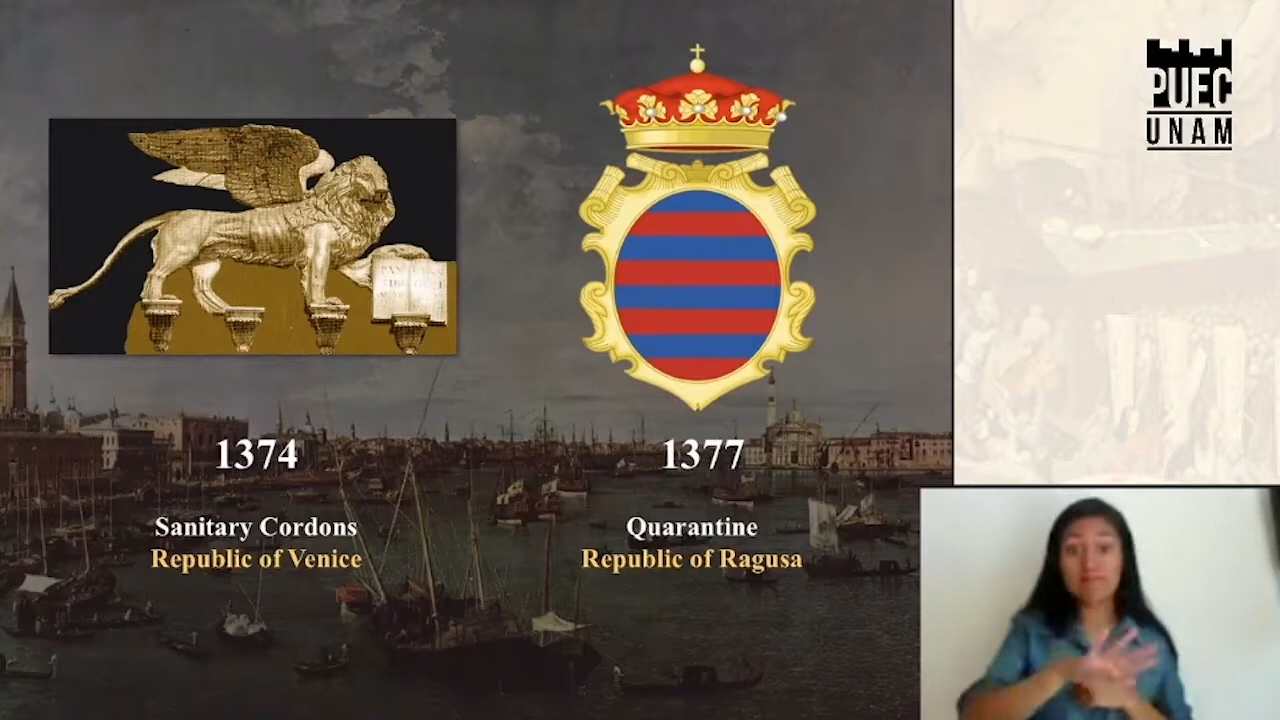 PUEC
UNAM
1374
Sanitary Cordons
Republic of Venice
1377
Quarantine
Republic of Ragusa